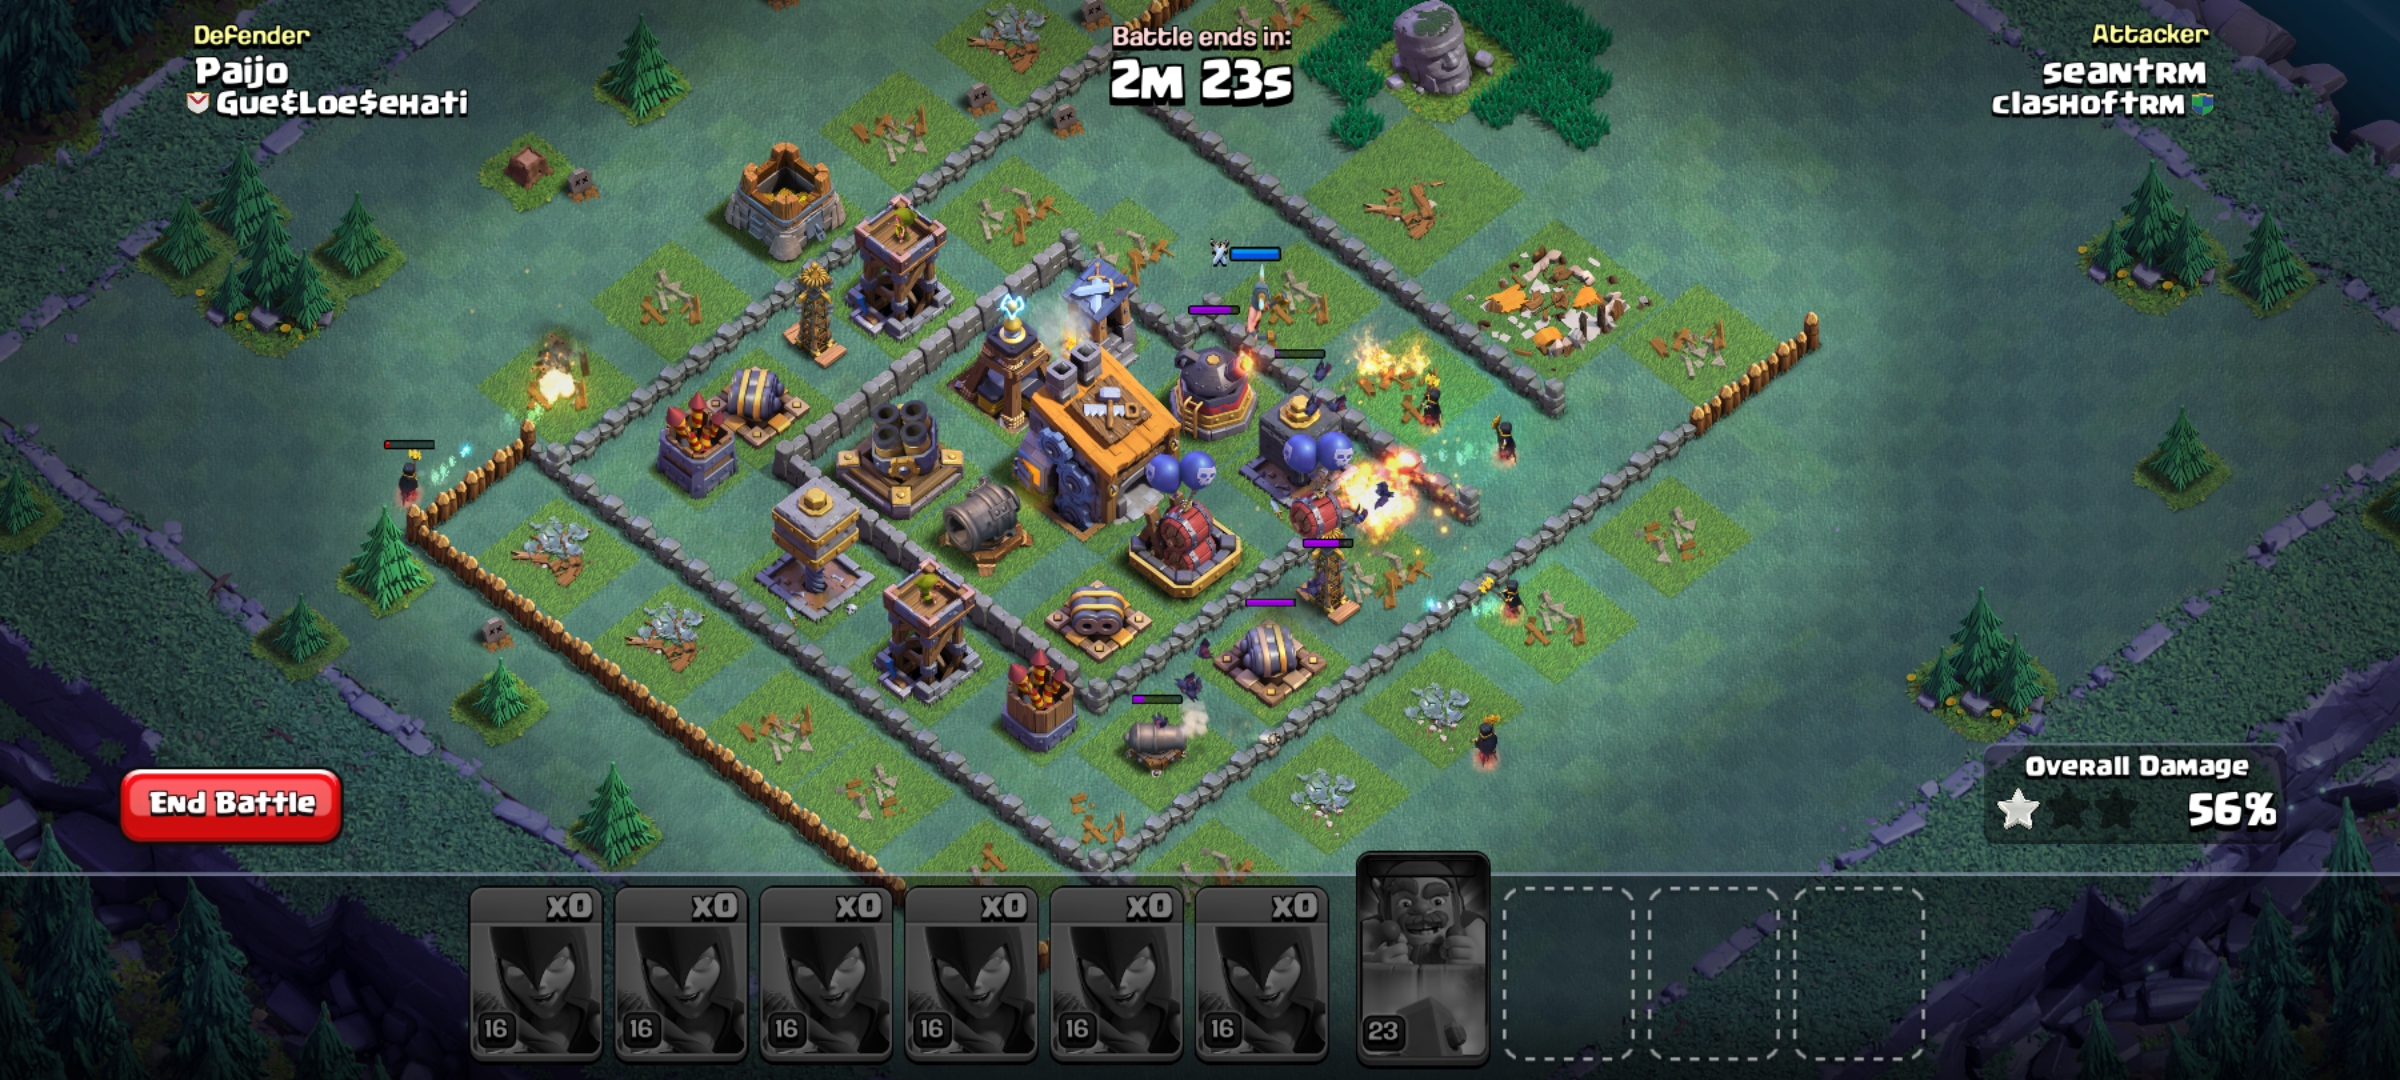 Defender
Paijo
Gue$Loe$eHati
Battle ends in:
2M 23s
Attacker
seanTRM
clashofTRM
End Battle
Overall Damage
56%
x0
x0
x0
x0
x0
x0
16
16
16
16
16
16
23